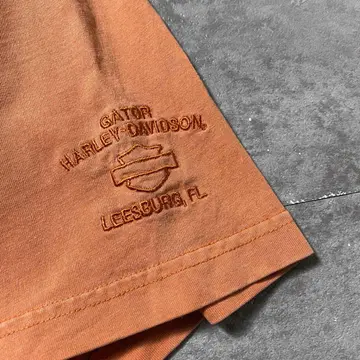 GATOR
HARLEY-DAVIDSON
LEESBURG, FL.